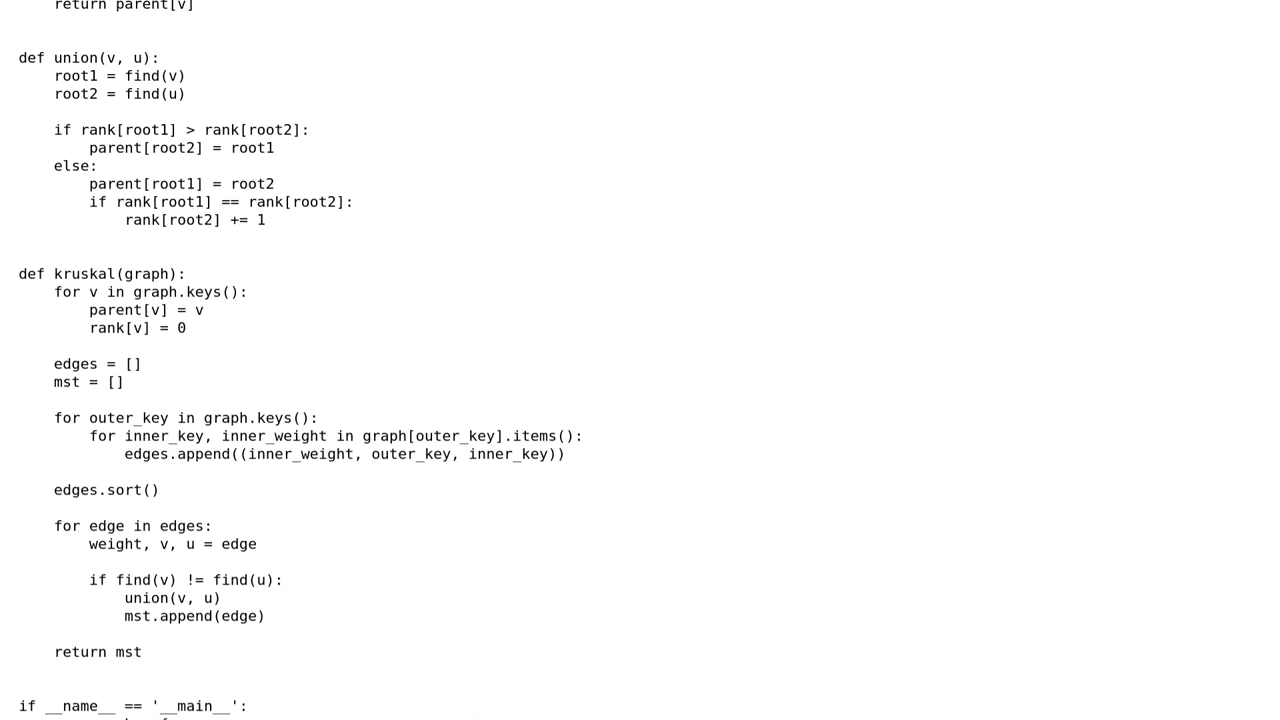 return parent[v]


def union(v, u):
    root1 = find(v)
    root2 = find(u)

    if rank[root1] > rank[root2]:
        parent[root2] = root1
    else:
        parent[root1] = root2
        if rank[root1] == rank[root2]:
            rank[root2] += 1


def kruskal(graph):
    for v in graph.keys():
        parent[v] = v
        rank[v] = 0

    edges = []
    mst = []

    for outer_key in graph.keys():
        for inner_key, inner_weight in graph[outer_key].items():
            edges.append((inner_weight, outer_key, inner_key))

    edges.sort()

    for edge in edges:
        weight, v, u = edge

        if find(v) != find(u):
            union(v, u)
            mst.append(edge)

    return mst


if __name__ == '__main__':